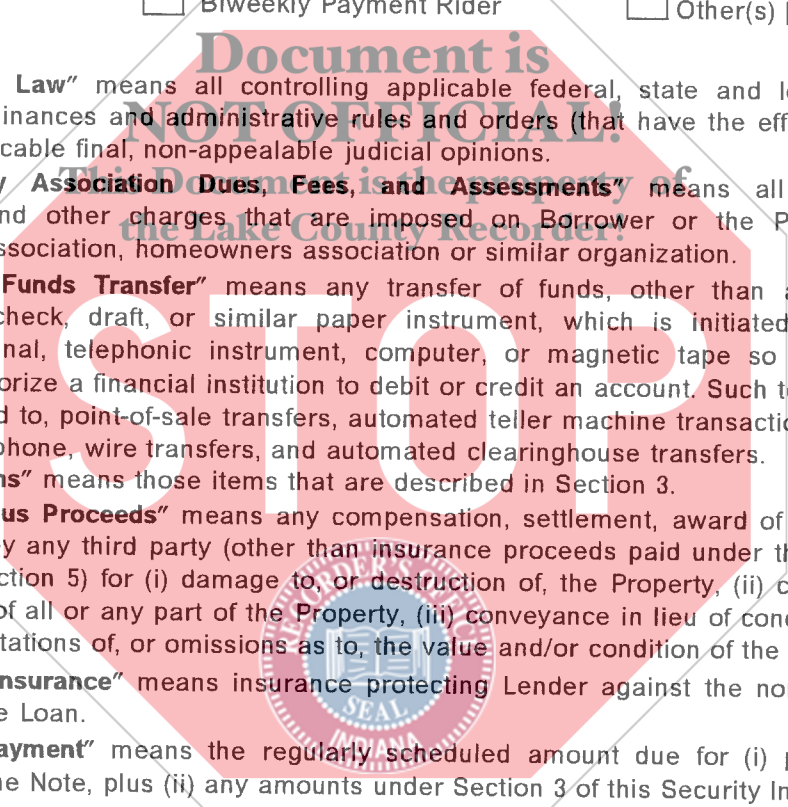 Biweekly Payment Rider Other(s) [
Document is
Law" means all controlling applicable federal, state and
NOT OFFICIAL!
inances and administrative rules and orders (that have the eff
cable final, non-appealable judicial opinions.
This Document is the property of
y Association Dues, Fees, and Assessments" means all
nd other charges that are imposed on Borrower or the P
the Lake County Recorder!
ssociation, homeowners association or similar organization.
Funds Transfer" means any transfer of funds, other than a
check, draft, or similar paper instrument, which is initiated
nal, telephonic instrument, computer, or magnetic tape so
orize a financial institution to debit or credit an account. Such t
d to, point-of-sale transfers, automated teller machine transactio
phone, wire transfers, and automated clearinghouse transfers.
ms" means those items that are described in Section 3.
us Proceeds" means any compensation, settlement, award of
y any third party (other than insurance proceeds paid under th
ction 5) for (i) damage to, or destruction of, the Property, (ii) c
of all or any part of the Property, (iii) conveyance in lieu of cond
tations of, or omissions as to, the value and/or condition of the
nsurance" means insurance protecting Lender against the no
e Loan.
ayment" means the regularly scheduled amount due for (i) p
he Note, plus (ii) any amounts under Section 3 of this Security In
STOP
RECORDER'S OFFICE
SEAL
INDIANA